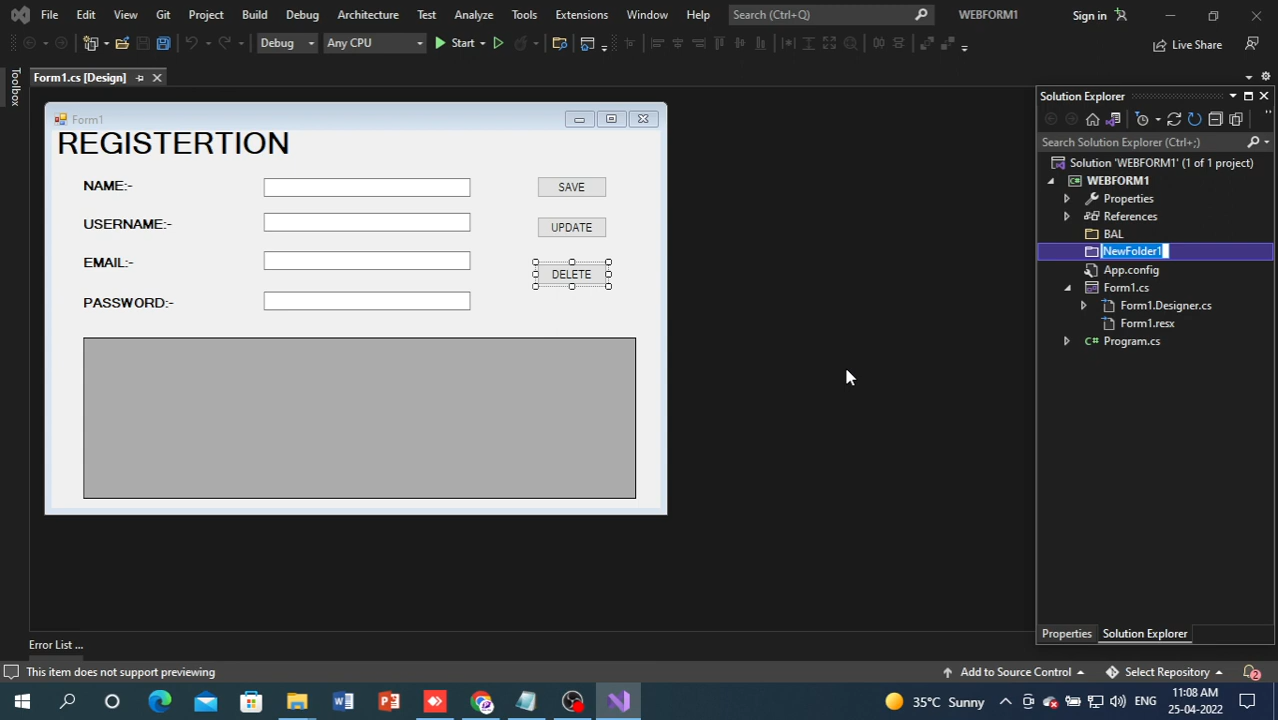 File Edit View Git Project Build Debug Architecture Test Analyze Tools Extensions Window Help Search (Ctrl+Q) WEBFORM1 Sign in
Debug Any CPU Start Live Share
Toolbox
Form1.cs [Design]
Form1
REGISTERTION
NAME:- SAVE
USERNAME:- UPDATE
EMAIL:-
DELETE
PASSWORD:-
Solution Explorer
Search Solution Explorer (Ctrl+;)
Solution 'WEBFORM1' (1 of 1 project)
WEBFORM1
Properties
References
BAL
NewFolder1
App.config
Form1.cs
Form1.Designer.cs
Form1.resx
Program.cs
Properties Solution Explorer
Error List ...
This item does not support previewing Add to Source Control Select Repository 2
35°C Sunny ENG 11:08 AM
25-04-2022